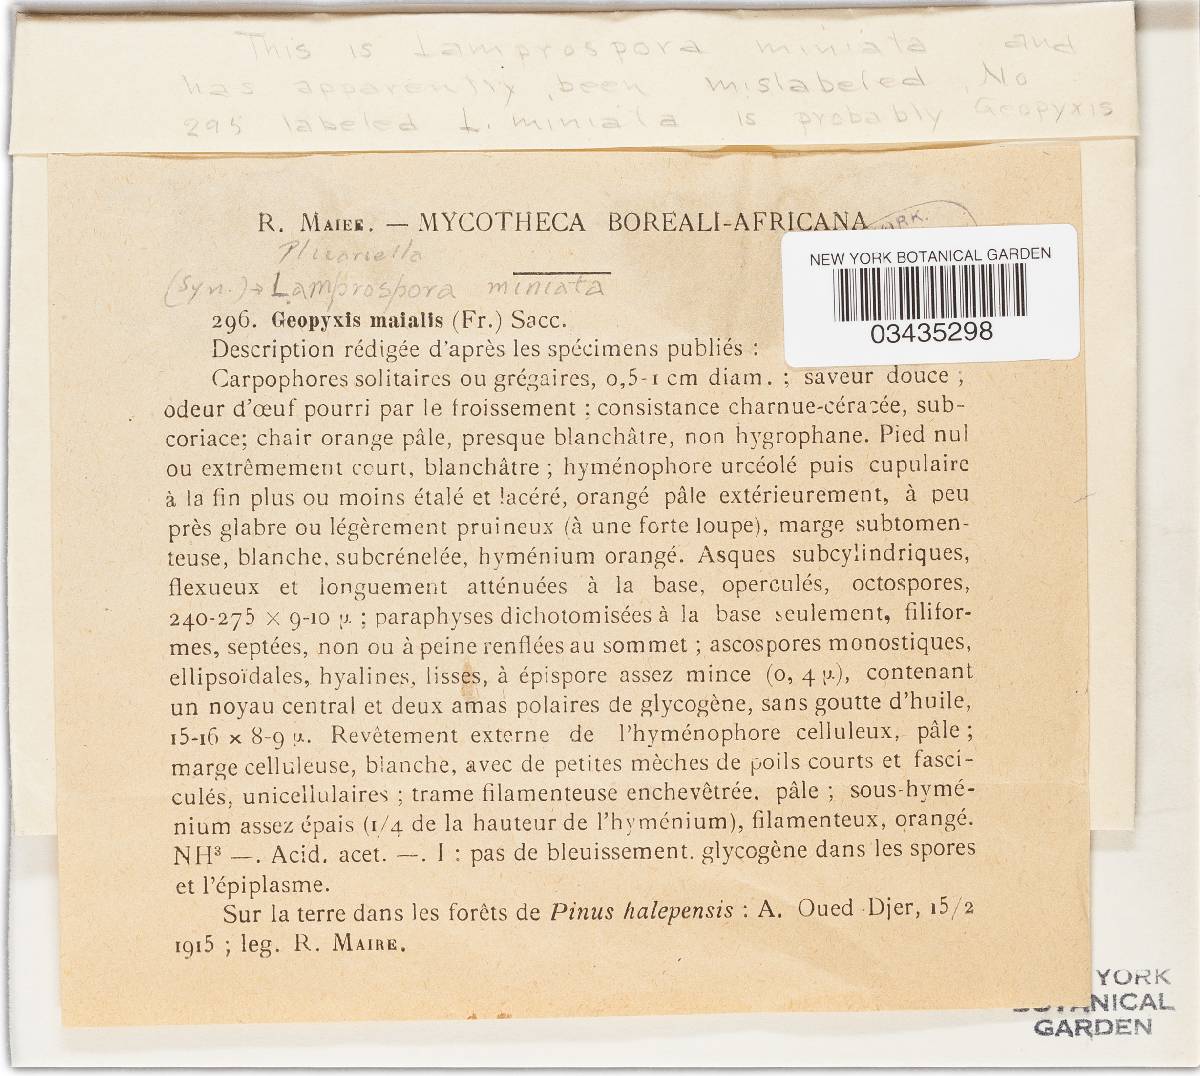 This is Lamprospora miniata and
has apparently been mislabeled. No
295 labeled L. miniata is probably Geopyxis
R. MAIRE. — MYCOTHECA BOREALI-AFRICANA
YORK.
NEW YORK BOTANICAL GARDEN
03435298
Plicariella
(Syn.)→ Lamprospora miniata
296. Geopyxis maialis (Fr.) Sacc.
Description rédigée d'après les spécimens publiés :
Carpophores solitaires ou grégaires, 0,5-1 cm diam. ; saveur douce ;
odeur d'œuf pourri par le froissement ; consistance charnue-céracée, sub-
coriace; chair orange pâle, presque blanchâtre, non hygrophane. Pied nul
ou extrêmement court, blanchâtre ; hyménophore urcéolé puis cupulaire
à la fin plus ou moins étalé et lacéré, orangé pâle extérieurement, à peu
près glabre ou légèrement pruineux (à une forte loupe), marge subtomen-
teuse, blanche, subcrénelée, hyménium orangé. Asques subcylindriques,
flexueux et longuement atténuées à la base, operculés, octospores,
240-275 × 9-10 µ ; paraphyses dichotomisées à la base seulement, filifor-
mes, septées, non ou à peine renflées au sommet ; ascospores monostiques,
ellipsoïdales, hyalines, lisses, à épispore assez mince (0, 4 µ), contenant
un noyau central et deux amas polaires de glycogène, sans goutte d'huile,
15-16 × 8-9 µ. Revêtement externe de l'hyménophore celluleux, pâle ;
marge celluleuse, blanche, avec de petites mèches de poils courts et fasci-
culés, unicellulaires ; trame filamenteuse enchevêtrée, pâle ; sous-hymé-
nium assez épais (1/4 de la hauteur de l'hyménium), filamenteux, orangé.
NH³ —. Acid. acet. —. I : pas de bleuissement. glycogène dans les spores
et l'épiplasme.
Sur la terre dans les forêts de Pinus halepensis : A. Oued Djer, 15/2
1915 ; leg. R. MAIRE.
YORK
BOTANICAL
GARDEN